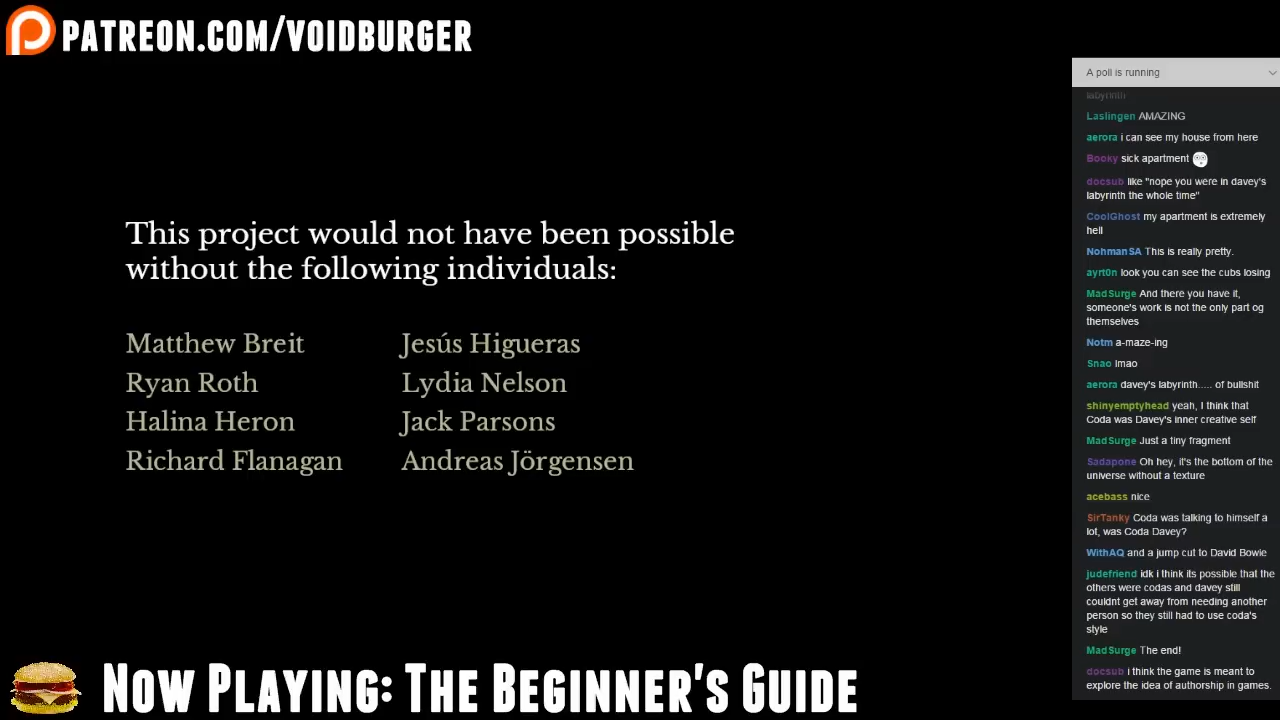 PATREON.COM/VOIDBURGER
This project would not have been possible
without the following individuals:
Matthew Breit
Jesús Higueras
Ryan Roth
Lydia Nelson
Halina Heron
Jack Parsons
Richard Flanagan
Andreas Jörgensen
NOW PLAYING: THE BEGINNER'S GUIDE
A poll is running
labyrinth
Laslingen AMAZING
aerora i can see my house from here
Booky sick apartment
docsub like "nope you were in davey's
labyrinth the whole time"
CoolGhost my apartment is extremely
hell
NohmanSA This is really pretty.
ayrt0n look you can see the cubs losing
MadSurge And there you have it,
someone's work is not the only part og
themselves
Notm a-maze-ing
Snao lmao
aerora davey's labyrinth..... of bullshit
shinyemptyhead yeah, I think that
Coda was Davey's inner creative self
MadSurge Just a tiny fragment
Sadapone Oh hey, it's the bottom of the
universe without a texture
acebass nice
SirTanky Coda was talking to himself a
lot, was Coda Davey?
WithAQ and a jump cut to David Bowie
judefriend idk i think its possible that the
others were codas and davey still
couldnt get away from needing another
person so they still had to use coda's
style
MadSurge The end!
docsub i think the game is meant to
explore the idea of authorship in games.